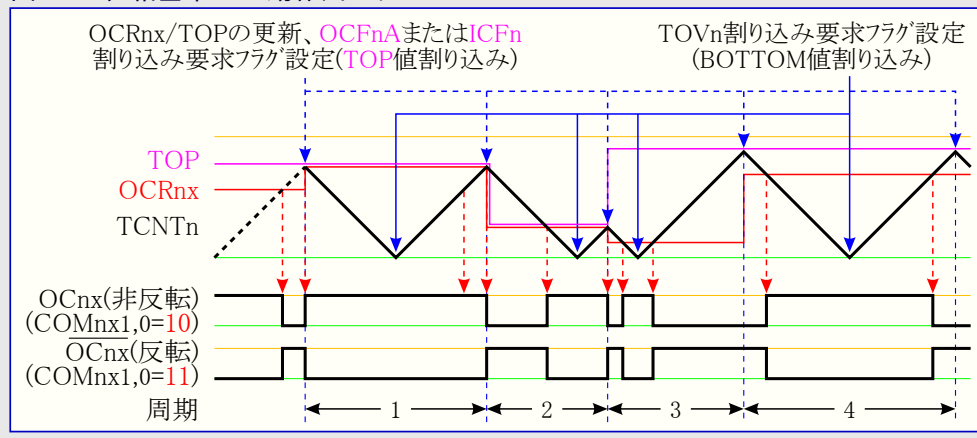 OCRnx/TOPの更新、OCFnAまたはICFn
割り込み要求フラグ設定(TOP値割り込み)
TOVn割り込み要求フラグ設定
(BOTTOM値割り込み)
TOP
OCRnx
TCNTn
OCnx(非反転)
(COMnx1,0=10)
OCnx(反転)
(COMnx1,0=11)
周期
1
2
3
4